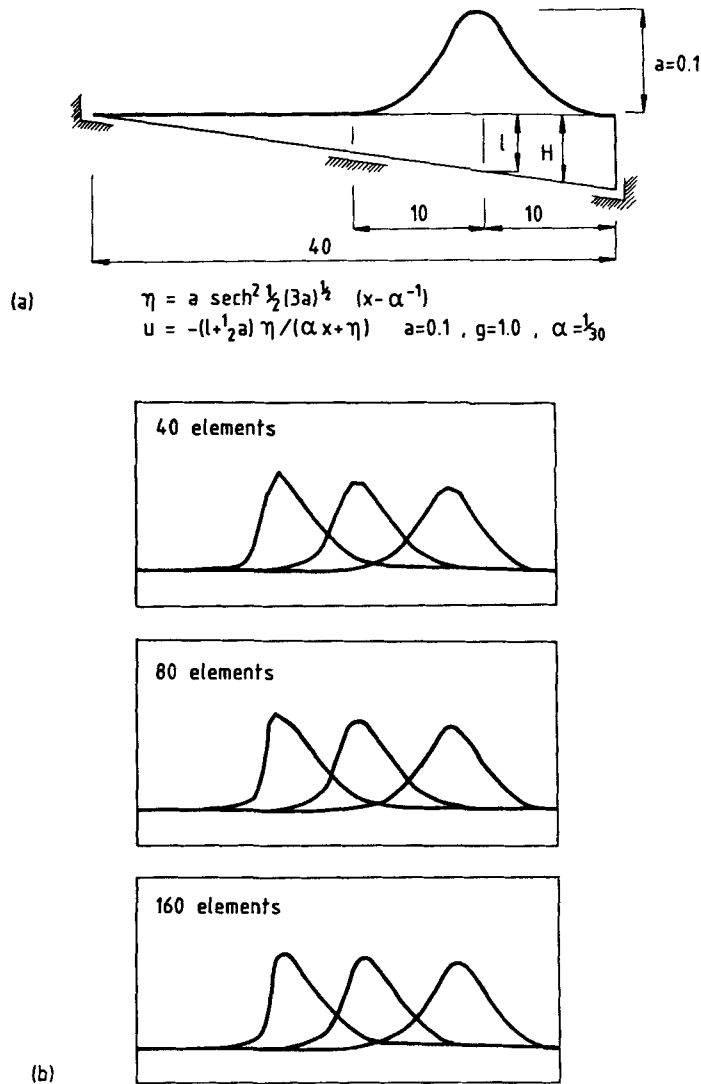 a=0.1
l
H
10
10
40
(a)
η = a sech² ½(3a)^½ (x-α⁻¹)
u = -(l+½a) η/(αx+η) a=0.1 , g=1.0 , α=⅟30
40 elements
80 elements
160 elements
(b)